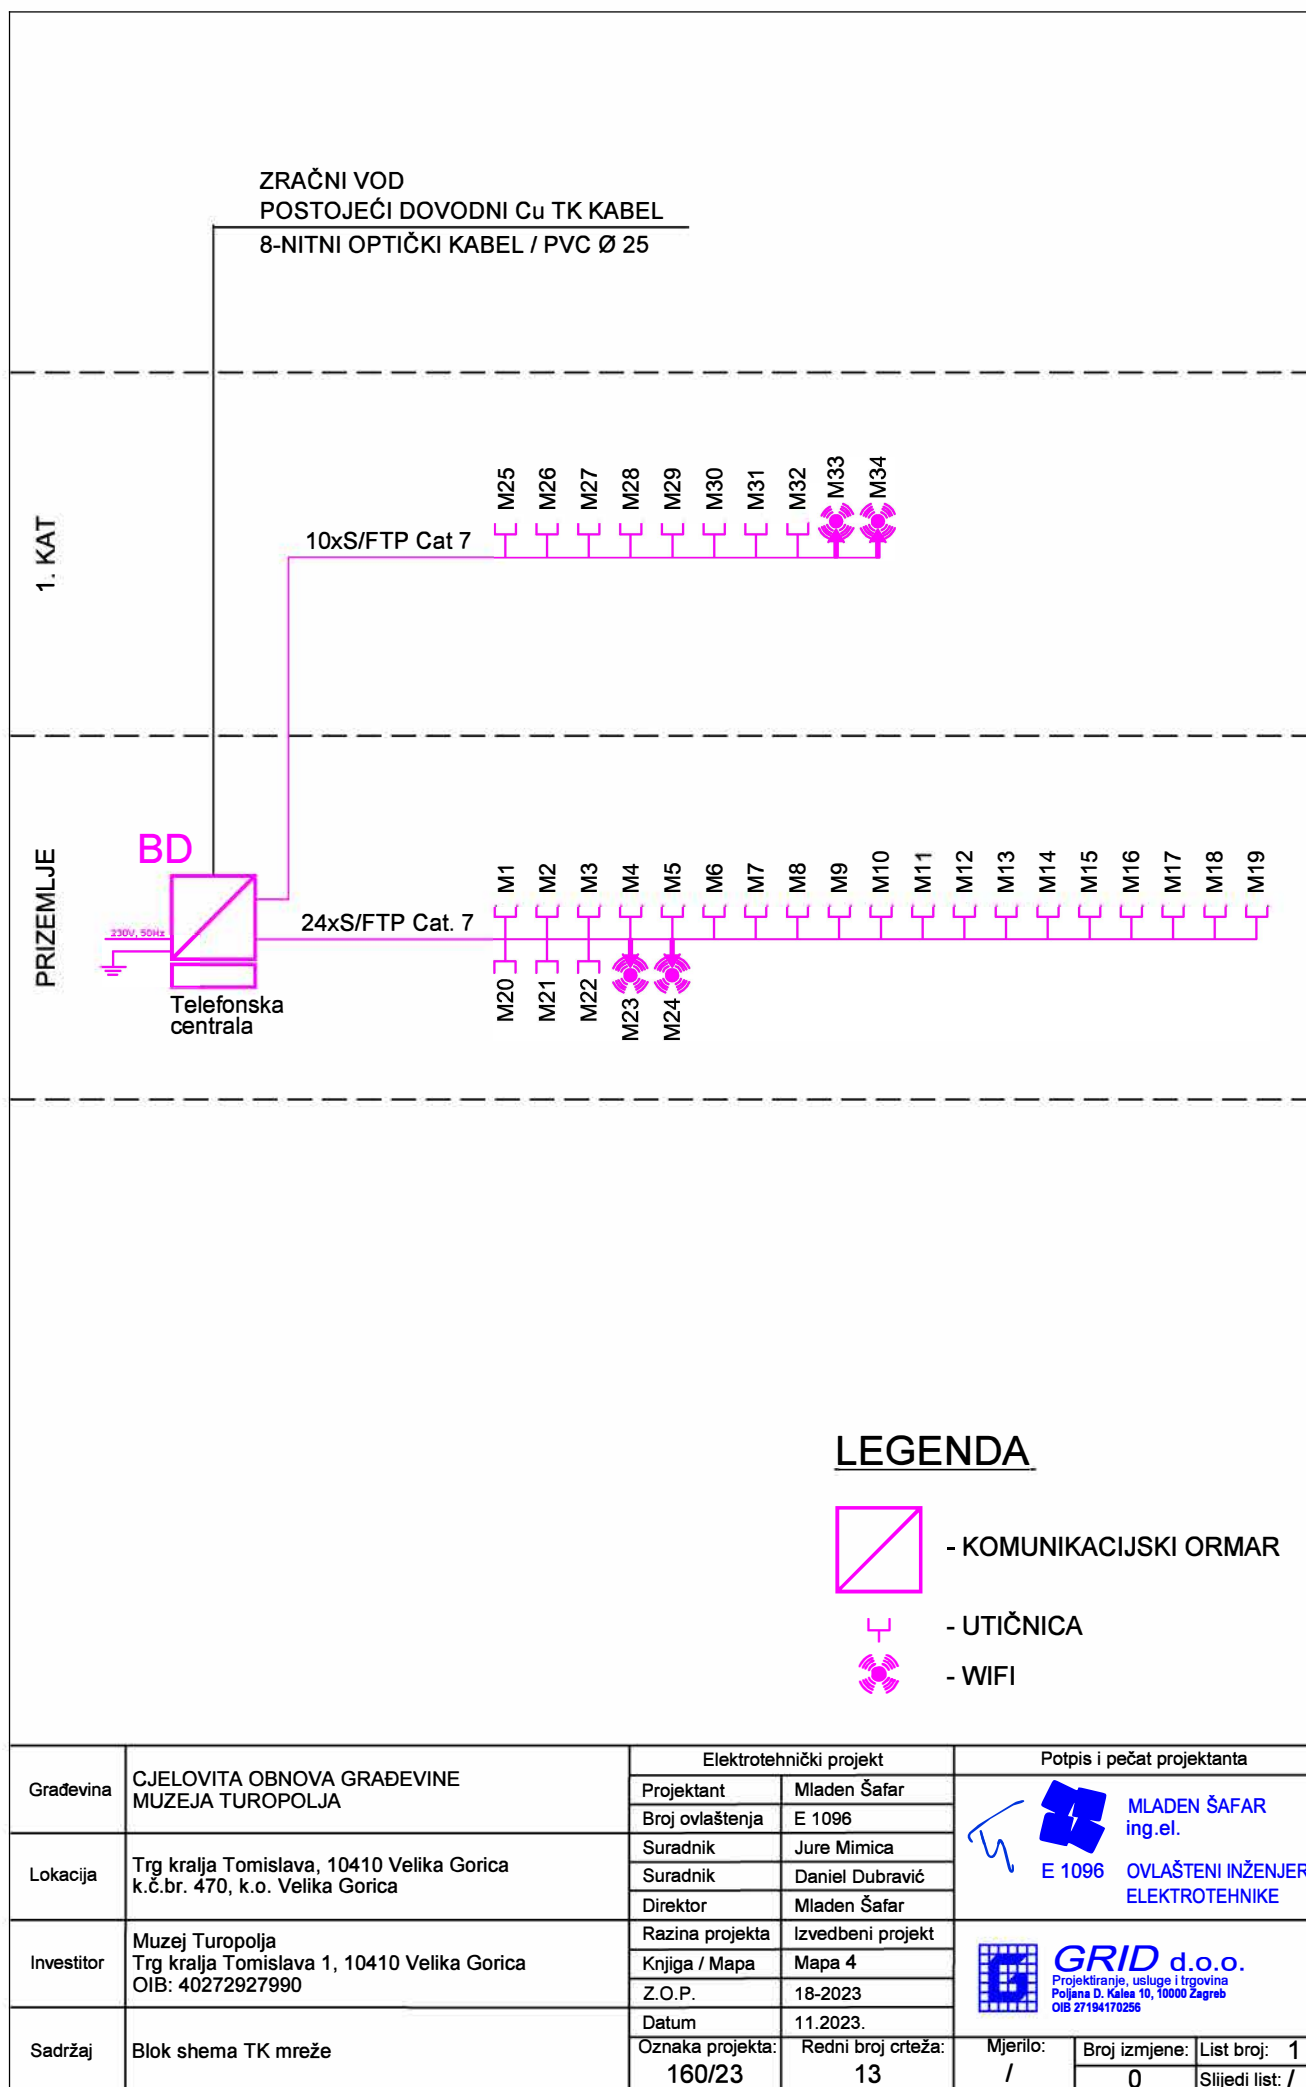 ZRAČNI VOD
POSTOJEĆI DOVODNI Cu TK KABEL
8-NITNI OPTIČKI KABEL / PVC Ø 25
1. KAT
10xS/FTP Cat 7
M25
M26
M27
M28
M29
M30
M31
M32
M33
M34
PRIZEMLJE
BD
230V, 50Hz
Telefonska
centrala
24xS/FTP Cat. 7
M1
M2
M3
M4
M5
M6
M7
M8
M9
M10
M11
M12
M13
M14
M15
M16
M17
M18
M19
M20
M21
M22
M23
M24
LEGENDA
- KOMUNIKACIJSKI ORMAR
- UTIČNICA
- WIFI
Građevina
CJELOVITA OBNOVA GRAĐEVINE
MUZEJA TUROPOLJA
Lokacija
Trg kralja Tomislava, 10410 Velika Gorica
k.č.br. 470, k.o. Velika Gorica
Investitor
Muzej Turopolja
Trg kralja Tomislava 1, 10410 Velika Gorica
OIB: 40272927990
Sadržaj
Blok shema TK mreže
Elektrotehnički projekt
Projektant Mladen Šafar
Broj ovlaštenja E 1096
Suradnik Jure Mimica
Suradnik Daniel Dubravić
Direktor Mladen Šafar
Razina projekta Izvedbeni projekt
Knjiga / Mapa Mapa 4
Z.O.P. 18-2023
Datum 11.2023.
Oznaka projekta: Redni broj crteža:
160/23 13
Potpis i pečat projektanta
MLADEN ŠAFAR
ing.el.
E 1096 OVLAŠTENI INŽENJER
ELEKTROTEHNIKE
GRID d.o.o.
Projektiranje, usluge i trgovina
Poljana D. Kalea 10, 10000 Zagreb
OIB 27194170256
Mjerilo:
/
Broj izmjene:
0
List broj: 1
Slijedi list: /